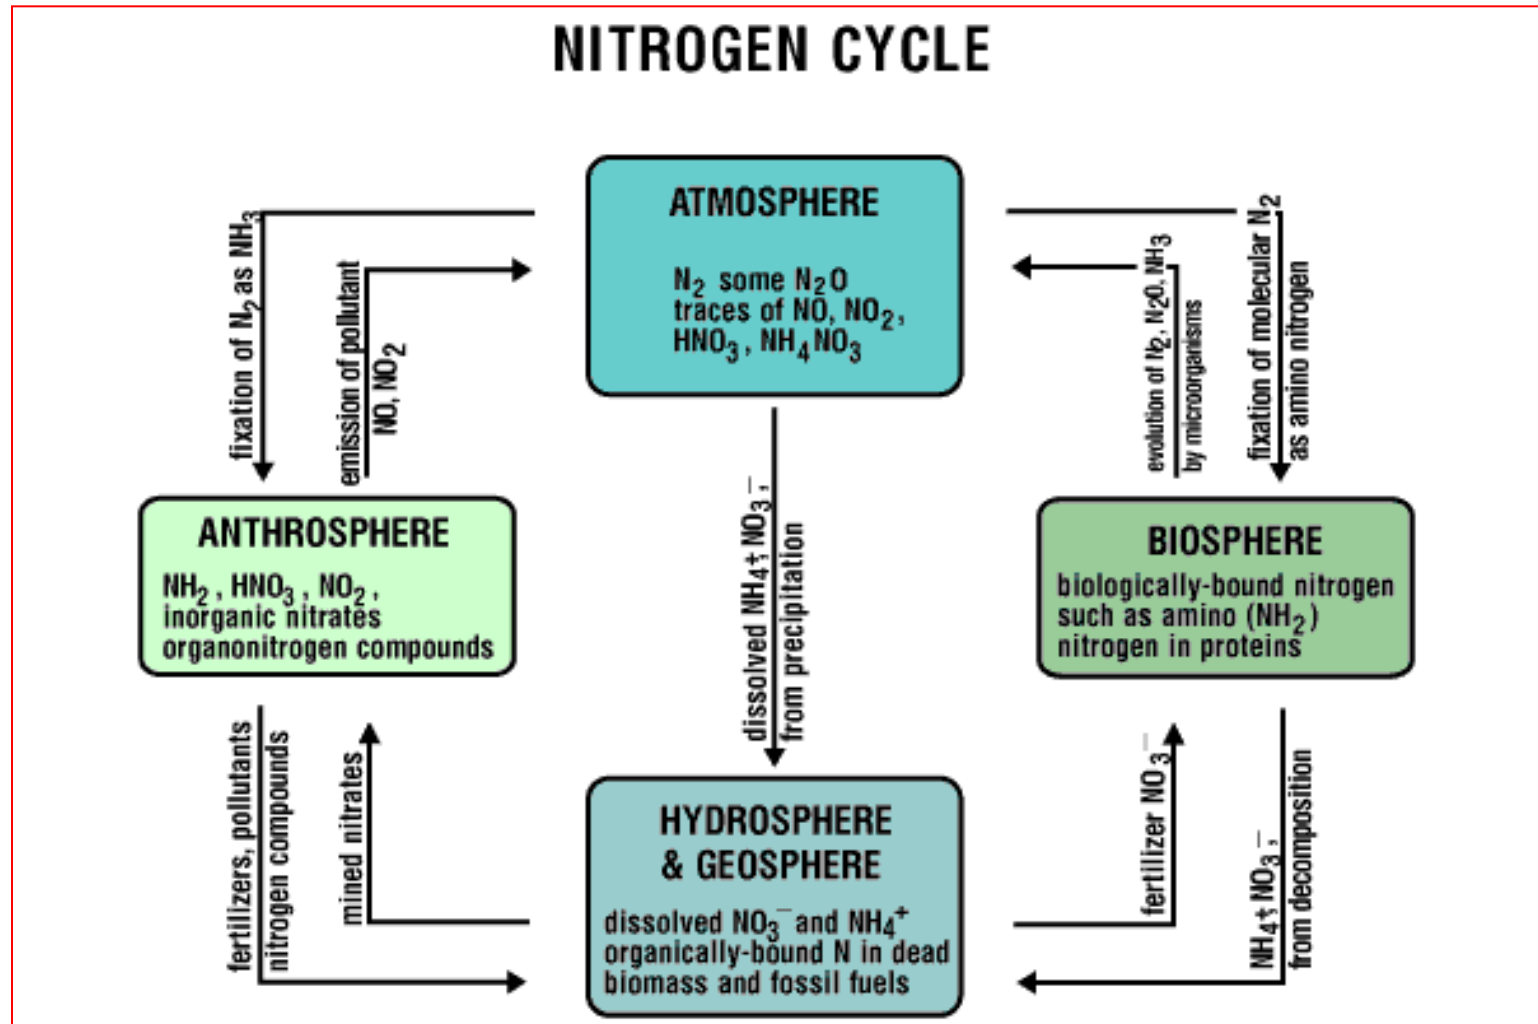 NITROGEN CYCLE
ATMOSPHERE
N₂ some N₂O
traces of NO, NO₂,
HNO₃, NH₄NO₃
fixation of N₂ as NH₃
emission of pollutant
NO, NO₂
evolution of N₂, N₂O, NH₃
by microorganisms
fixation of molecular N₂
as amino nitrogen
ANTHROSPHERE
NH₂, HNO₃, NO₂,
inorganic nitrates
organonitrogen compounds
dissolved NH₄⁺, NO₃⁻,
from precipitation
BIOSPHERE
biologically-bound nitrogen
such as amino (NH₂)
nitrogen in proteins
fertilizers, pollutants
nitrogen compounds
mined nitrates
HYDROSPHERE
& GEOSPHERE
dissolved NO₃⁻ and NH₄⁺
organically-bound N in dead
biomass and fossil fuels
fertilizer NO₃⁻
NH₄⁺, NO₃⁻,
from decomposition